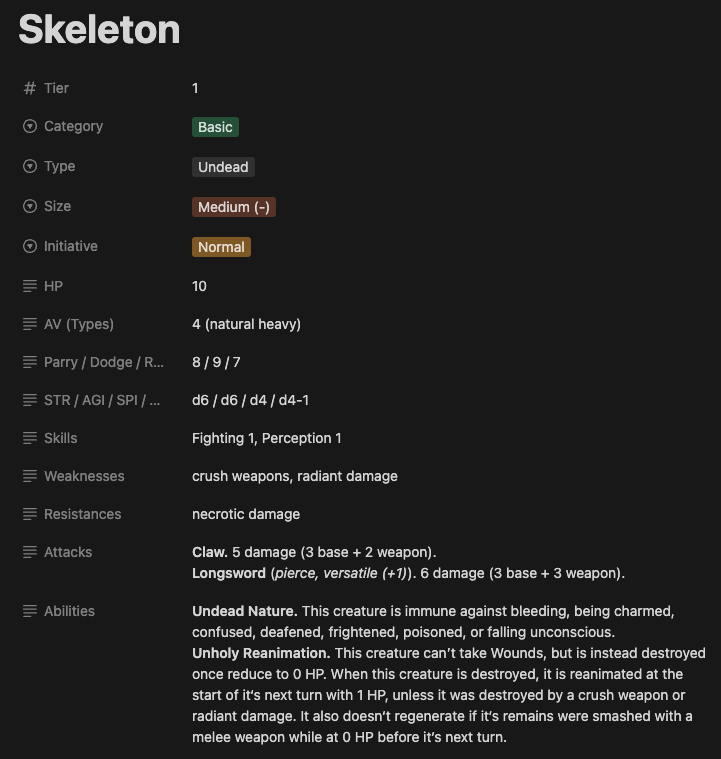 Skeleton
Tier 1
Category Basic
Type Undead
Size Medium (-)
Initiative Normal
HP 10
AV (Types) 4 (natural heavy)
Parry / Dodge / R... 8 / 9 / 7
STR / AGI / SPI / ... d6 / d6 / d4 / d4-1
Skills Fighting 1, Perception 1
Weaknesses crush weapons, radiant damage
Resistances necrotic damage
Attacks Claw. 5 damage (3 base + 2 weapon).
Longsword (pierce, versatile (+1)). 6 damage (3 base + 3 weapon).
Abilities Undead Nature. This creature is immune against bleeding, being charmed,
confused, deafened, frightened, poisoned, or falling unconscious.
Unholy Reanimation. This creature can't take Wounds, but is instead destroyed
once reduce to 0 HP. When this creature is destroyed, it is reanimated at the
start of it's next turn with 1 HP, unless it was destroyed by a crush weapon or
radiant damage. It also doesn't regenerate if it's remains were smashed with a
melee weapon while at 0 HP before it's next turn.